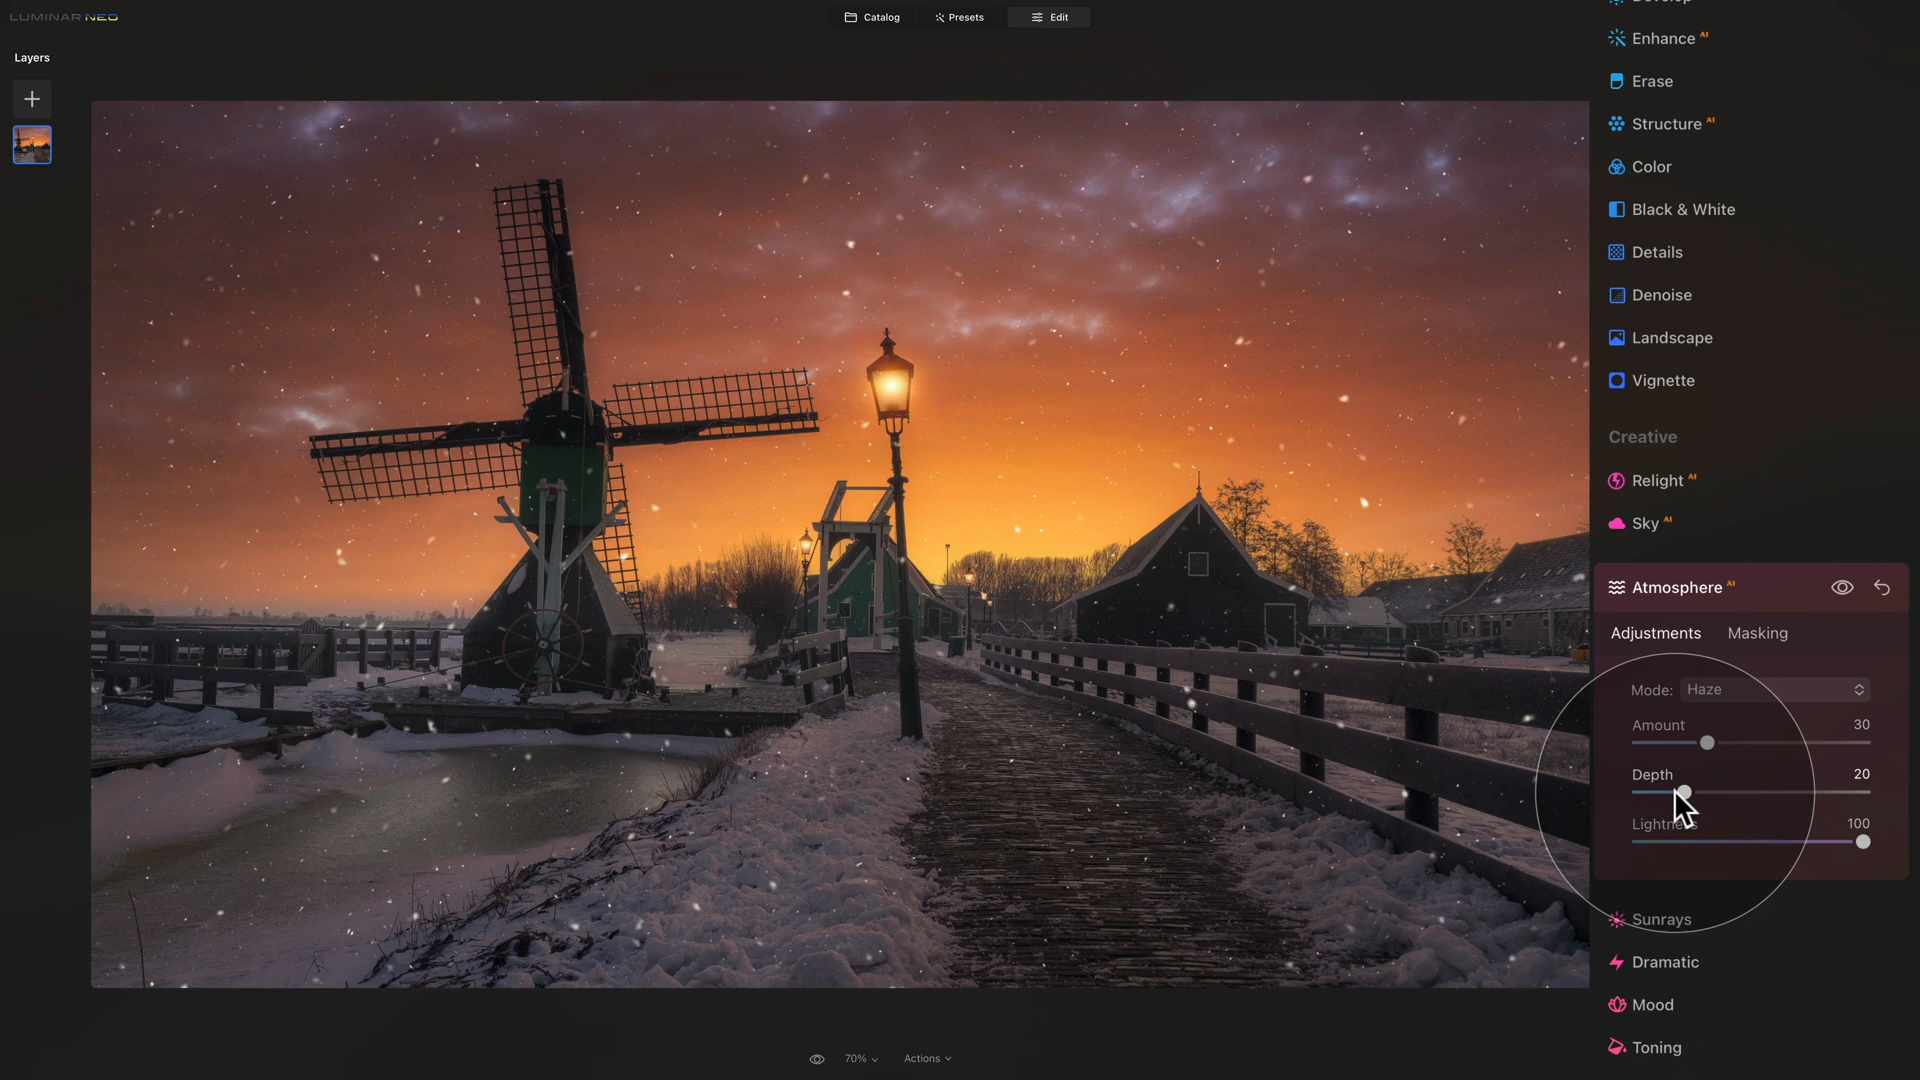 LUMINAR NEO
Catalog
Presets
Edit
Layers
Develop
Enhance AI
Erase
Structure AI
Color
Black & White
Details
Denoise
Landscape
Vignette
Creative
Relight AI
Sky AI
Atmosphere AI
Adjustments Masking
Mode: Haze
Amount 30
Depth 20
Lightness 100
Sunrays
Dramatic
Mood
Toning
70% Actions